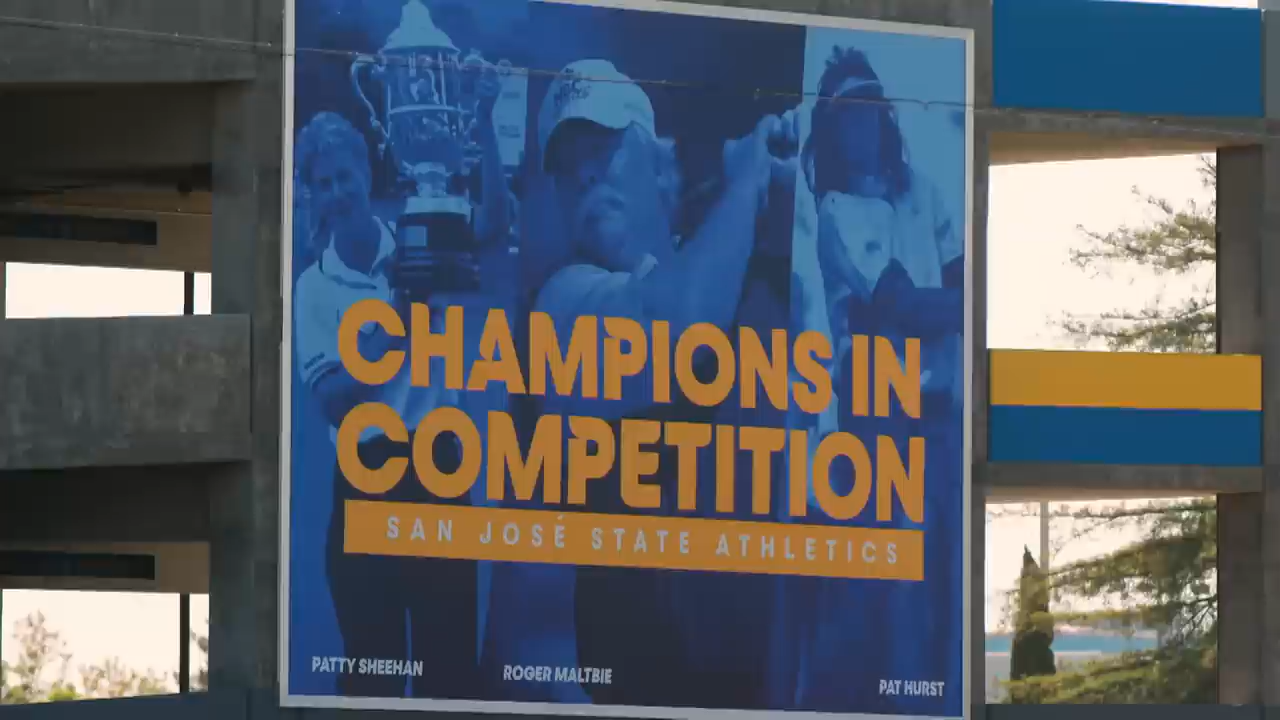 CHAMPIONS IN
COMPETITION
SAN JOSÉ STATE ATHLETICS
PATTY SHEEHAN
ROGER MALTBIE
PAT HURST